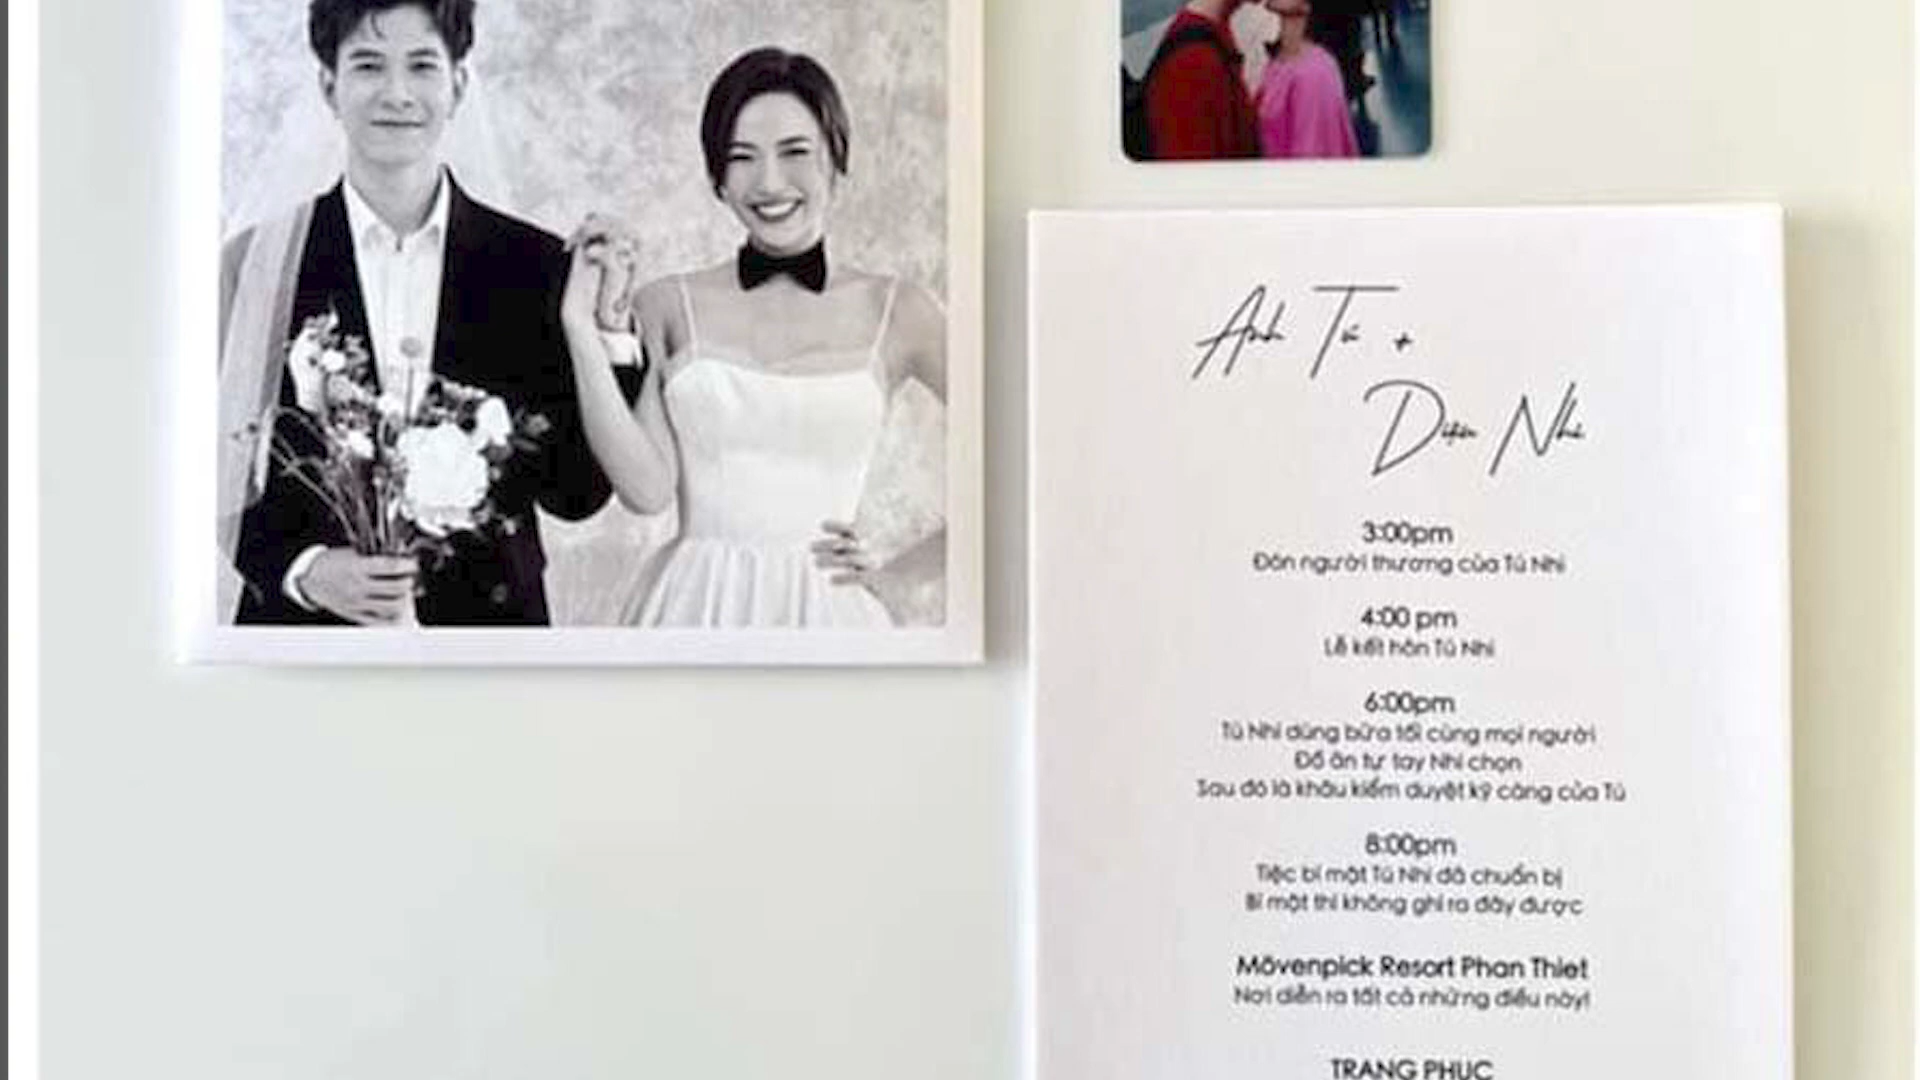 Anh Tú +
Diệu Nhi
3:00pm
Đón người thương của Tú Nhi
4:00 pm
Lễ kết hôn Tú Nhi
6:00pm
Tú Nhi dùng bữa tối cùng mọi người
Đồ ăn tự tay Nhi chọn
Sau đó là khâu kiểm duyệt kỹ càng của Tú
8:00pm
Tiệc bí mật Tú Nhi đã chuẩn bị
Bí mật thì không ghi ra đây được
Mövenpick Resort Phan Thiet
Nơi diễn ra tất cả những điều này!
TRANG PHỤC